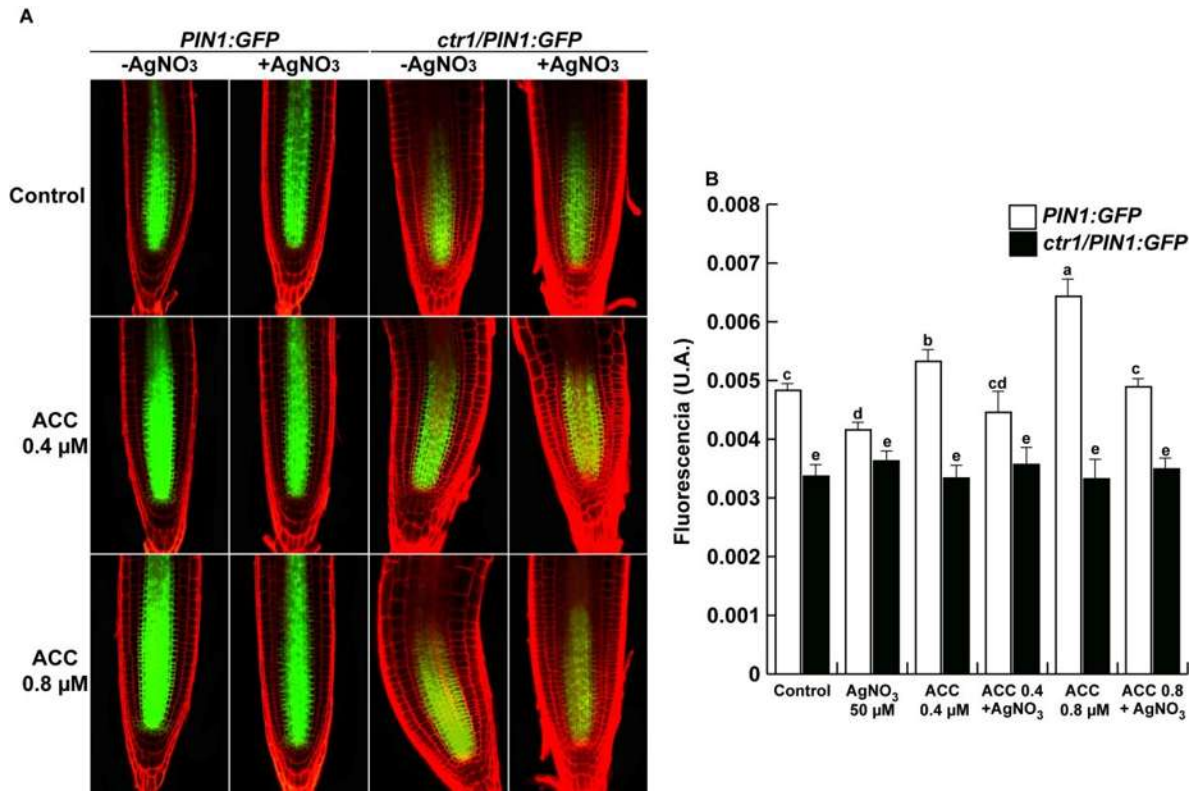 A
PIN1:GFP
ctr1/PIN1:GFP
-AgNO3
+AgNO3
-AgNO3
+AgNO3
Control
ACC
0.4 µM
ACC
0.8 µM
B
PIN1:GFP
ctr1/PIN1:GFP
Fluorescencia (U.A.)
0.008
0.007
0.006
0.005
0.004
0.003
0.002
0.001
0
c
e
d
e
b
e
cd
e
a
e
c
e
Control
AgNO3
50 µM
ACC
0.4 µM
ACC 0.4
+AgNO3
ACC
0.8 µM
ACC 0.8
+ AgNO3